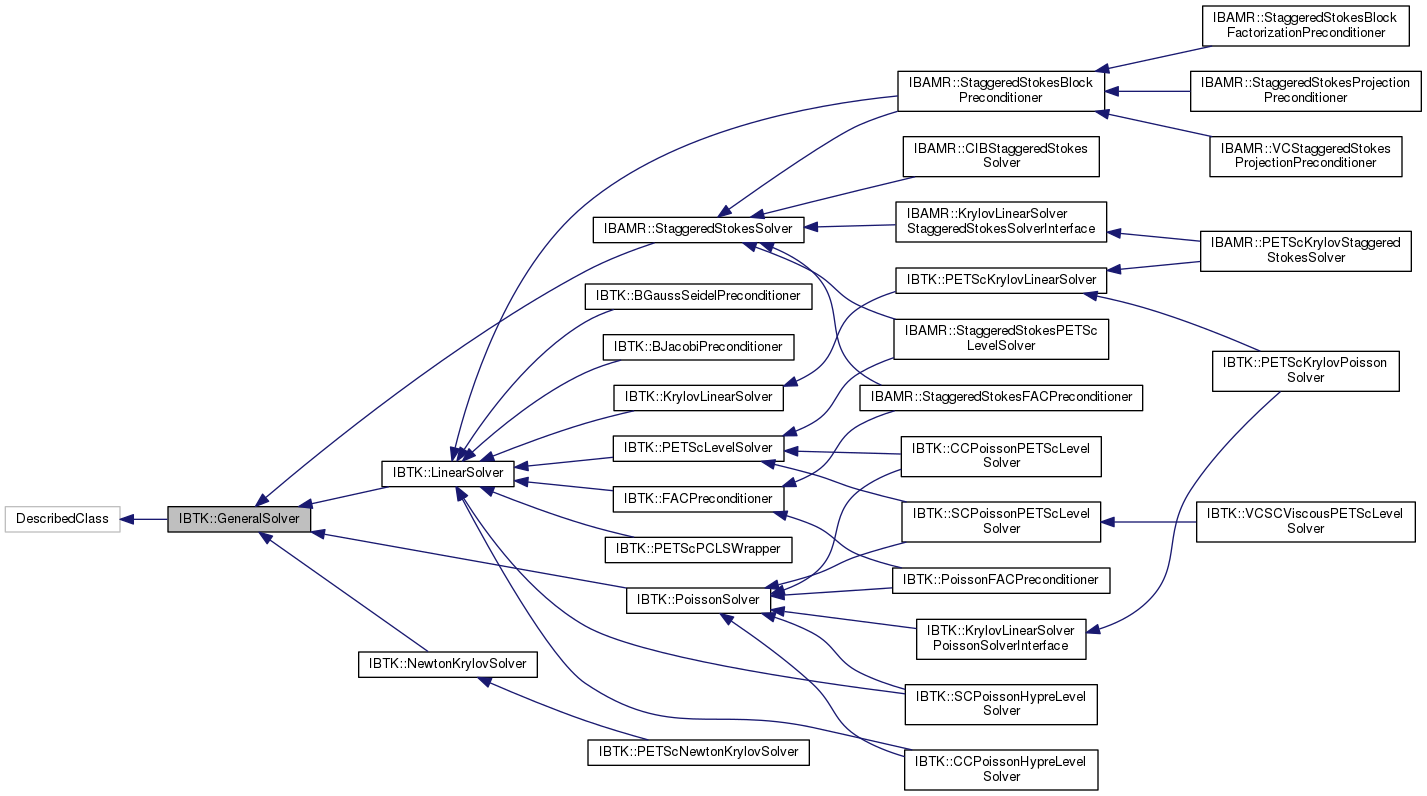 IBAMR::StaggeredStokesBlock
FactorizationPreconditioner
IBAMR::StaggeredStokesBlock
Preconditioner
IBAMR::StaggeredStokesProjection
Preconditioner
IBAMR::CIBStaggeredStokes
Solver
IBAMR::VCStaggeredStokes
ProjectionPreconditioner
IBAMR::StaggeredStokesSolver
IBAMR::KrylovLinearSolver
StaggeredStokesSolverInterface
IBAMR::PETScKrylovStaggered
StokesSolver
IBTK::PETScKrylovLinearSolver
IBTK::BGaussSeidelPreconditioner
IBAMR::StaggeredStokesPETSc
LevelSolver
IBTK::BJacobiPreconditioner
IBTK::PETScKrylovPoisson
Solver
IBTK::KrylovLinearSolver
IBAMR::StaggeredStokesFACPreconditioner
IBTK::PETScLevelSolver
IBTK::CCPoissonPETScLevel
Solver
IBTK::LinearSolver
IBTK::FACPreconditioner
DescribedClass
IBTK::GeneralSolver
IBTK::SCPoissonPETScLevel
Solver
IBTK::VCSCViscousPETScLevel
Solver
IBTK::PETScPCLSWrapper
IBTK::PoissonFACPreconditioner
IBTK::PoissonSolver
IBTK::KrylovLinearSolver
PoissonSolverInterface
IBTK::NewtonKrylovSolver
IBTK::SCPoissonHypreLevel
Solver
IBTK::PETScNewtonKrylovSolver
IBTK::CCPoissonHypreLevel
Solver